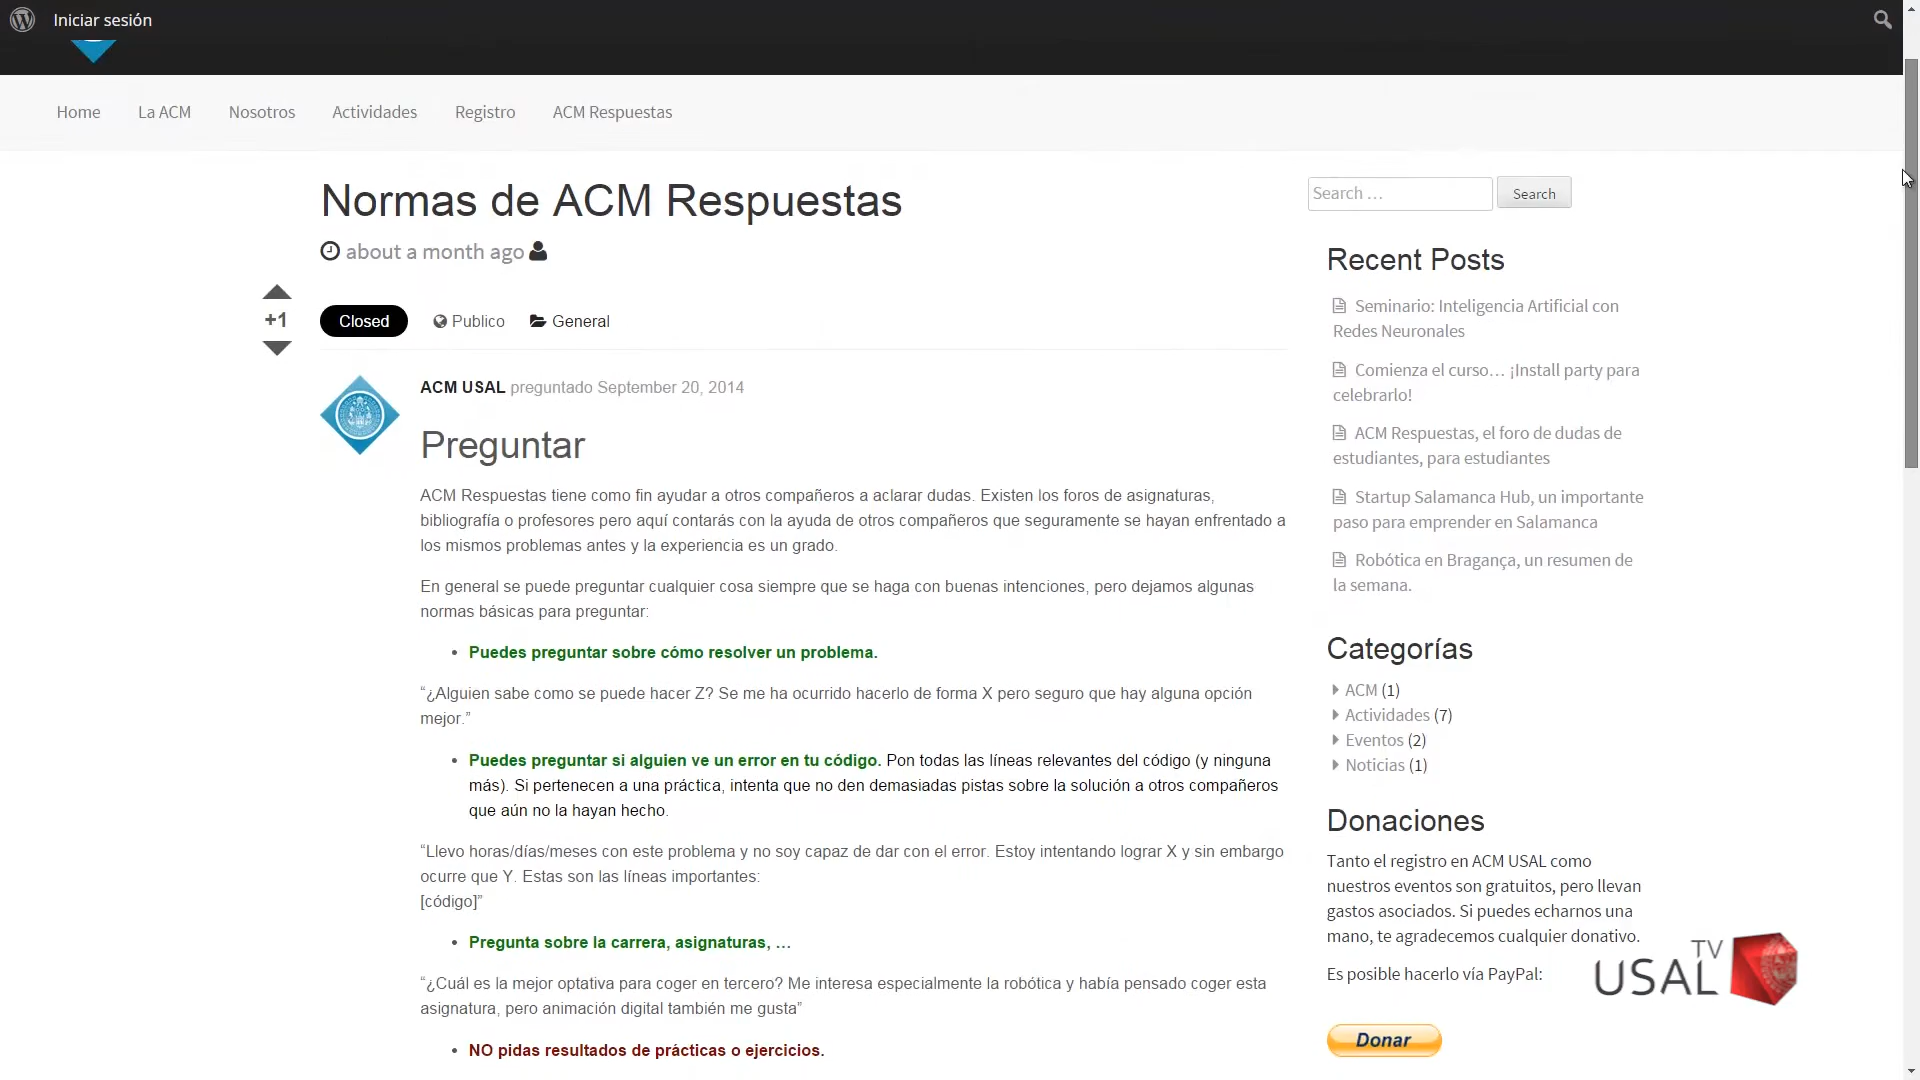 Iniciar sesión
Home La ACM Nosotros Actividades Registro ACM Respuestas
Normas de ACM Respuestas
about a month ago
+1
Closed Publico General
ACM USAL preguntado September 20, 2014
Preguntar
ACM Respuestas tiene como fin ayudar a otros compañeros a aclarar dudas. Existen los foros de asignaturas,
bibliografía o profesores pero aquí contarás con la ayuda de otros compañeros que seguramente se hayan enfrentado a
los mismos problemas antes y la experiencia es un grado.
En general se puede preguntar cualquier cosa siempre que se haga con buenas intenciones, pero dejamos algunas
normas básicas para preguntar:
• Puedes preguntar sobre cómo resolver un problema.
“¿Alguien sabe como se puede hacer Z? Se me ha ocurrido hacerlo de forma X pero seguro que hay alguna opción
mejor.”
• Puedes preguntar si alguien ve un error en tu código. Pon todas las líneas relevantes del código (y ninguna
más). Si pertenecen a una práctica, intenta que no den demasiadas pistas sobre la solución a otros compañeros
que aún no la hayan hecho.
“Llevo horas/días/meses con este problema y no soy capaz de dar con el error. Estoy intentando lograr X y sin embargo
ocurre que Y. Estas son las líneas importantes:
[código]”
• Pregunta sobre la carrera, asignaturas, …
“¿Cuál es la mejor optativa para coger en tercero? Me interesa especialmente la robótica y había pensado coger esta
asignatura, pero animación digital también me gusta”
• NO pidas resultados de prácticas o ejercicios.
Search … Search
Recent Posts
Seminario: Inteligencia Artificial con
Redes Neuronales
Comienza el curso… ¡Install party para
celebrarlo!
ACM Respuestas, el foro de dudas de
estudiantes, para estudiantes
Startup Salamanca Hub, un importante
paso para emprender en Salamanca
Robótica en Bragança, un resumen de
la semana.
Categorías
ACM (1)
Actividades (7)
Eventos (2)
Noticias (1)
Donaciones
Tanto el registro en ACM USAL como
nuestros eventos son gratuitos, pero llevan
gastos asociados. Si puedes echarnos una
mano, te agradecemos cualquier donativo.
Es posible hacerlo vía PayPal:
Donar
TV
USAL